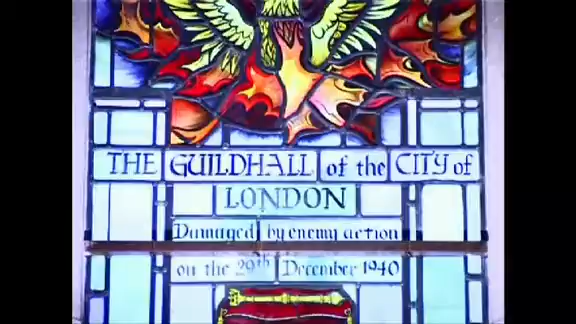 THE GUILDHALL of the CITY of
LONDON
Damaged by enemy action
on the 29th December 1940